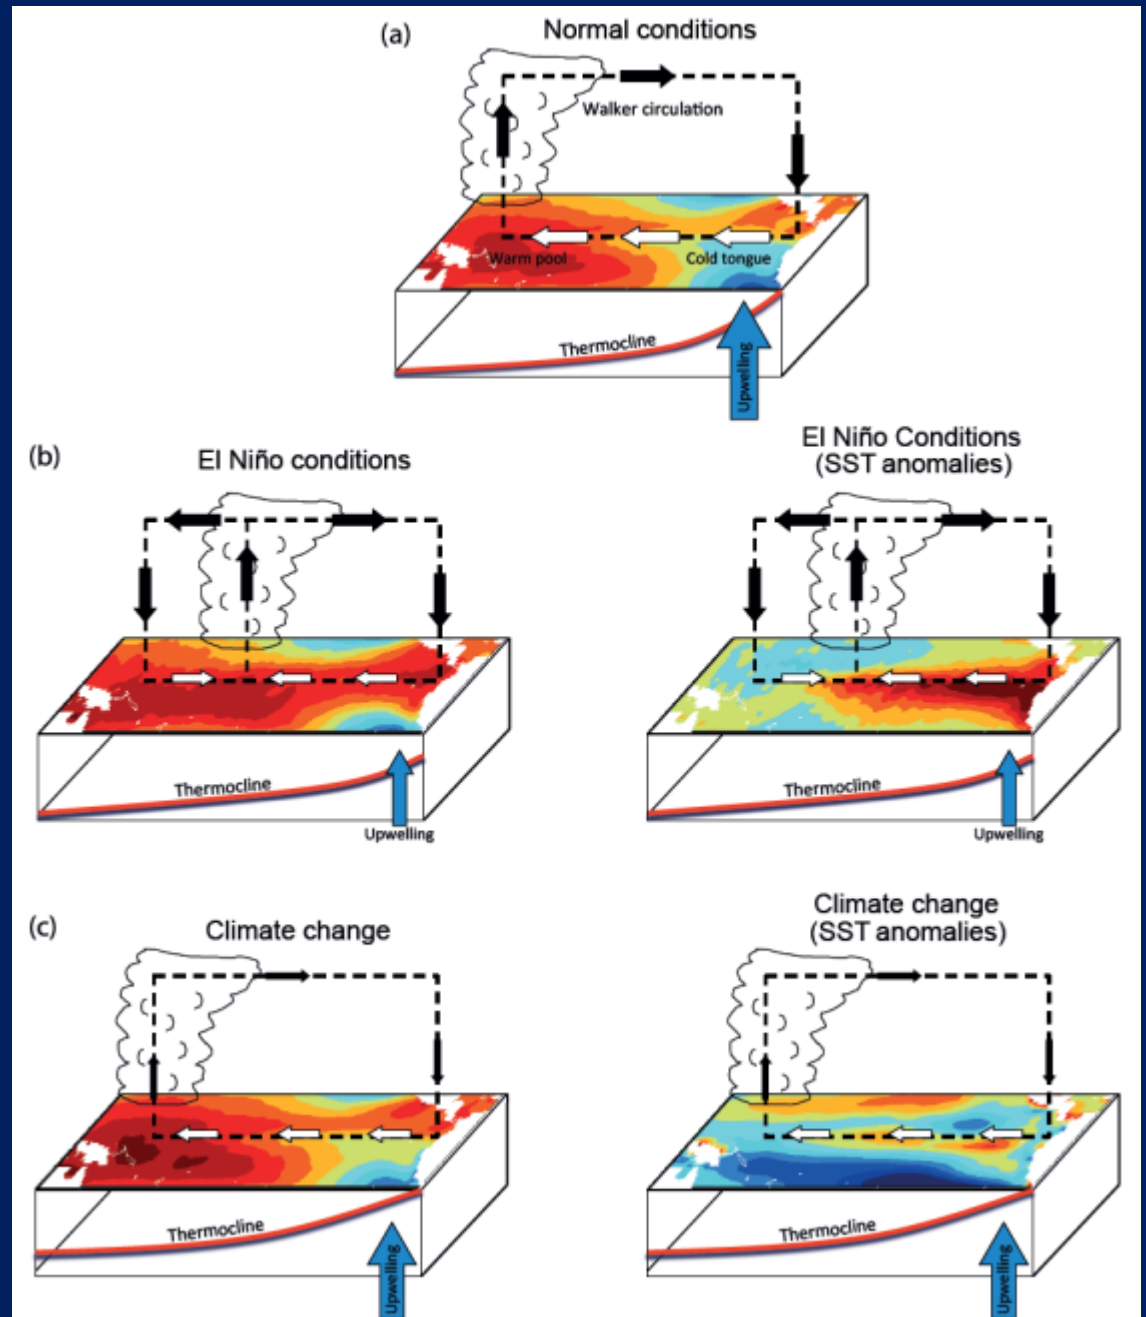 (a)
Normal conditions
Walker circulation
Warm pool
Cold tongue
Thermocline
Upwelling
(b)
El Niño conditions
El Niño Conditions
(SST anomalies)
Thermocline
Upwelling
Thermocline
Upwelling
(c)
Climate change
Climate change
(SST anomalies)
Thermocline
Upwelling
Thermocline
Upwelling